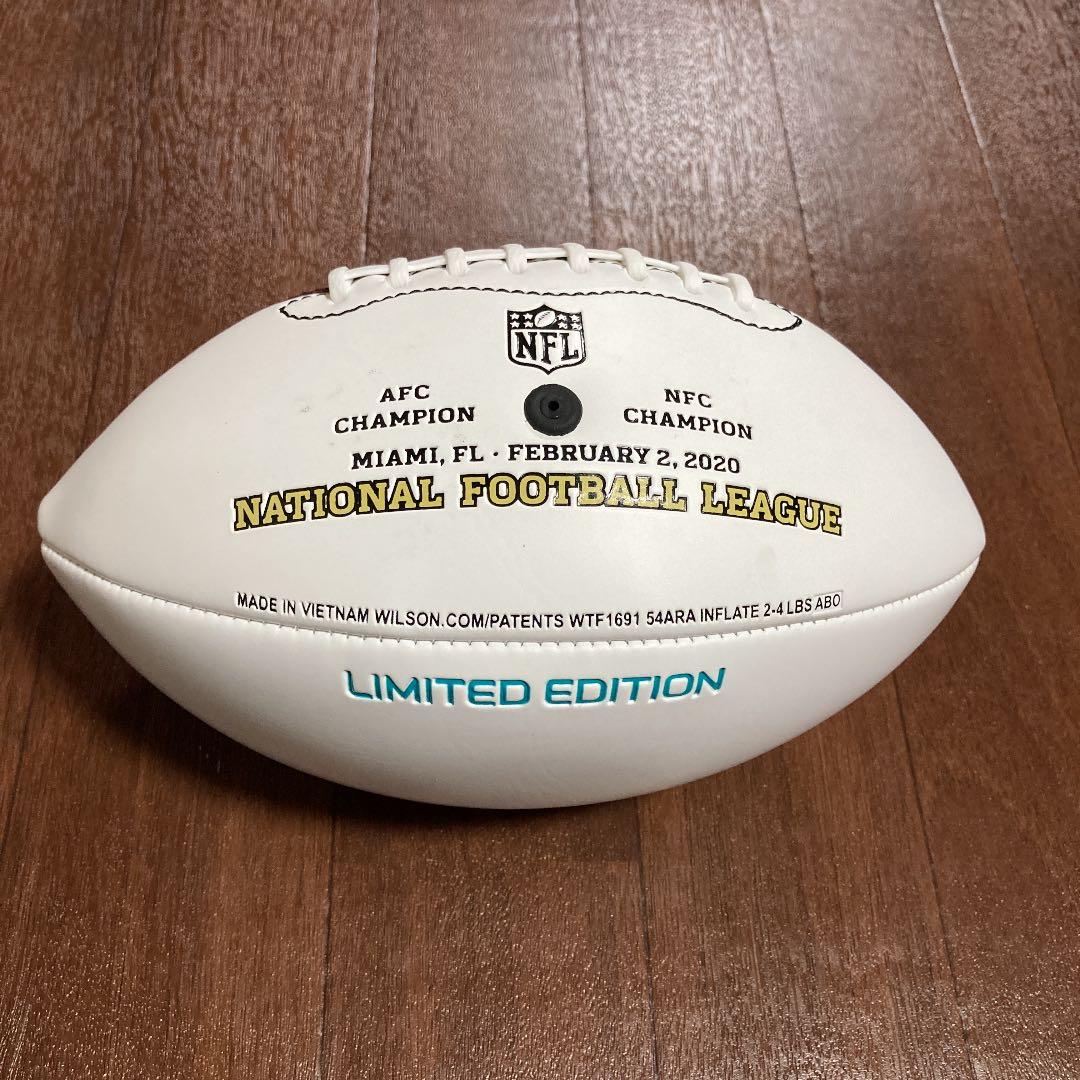 NFL
AFC
CHAMPION
NFC
CHAMPION
MIAMI, FL · FEBRUARY 2, 2020
NATIONAL FOOTBALL LEAGUE
MADE IN VIETNAM WILSON.COM/PATENTS WTF1691 54ARA INFLATE 2-4 LBS ABO
LIMITED EDITION